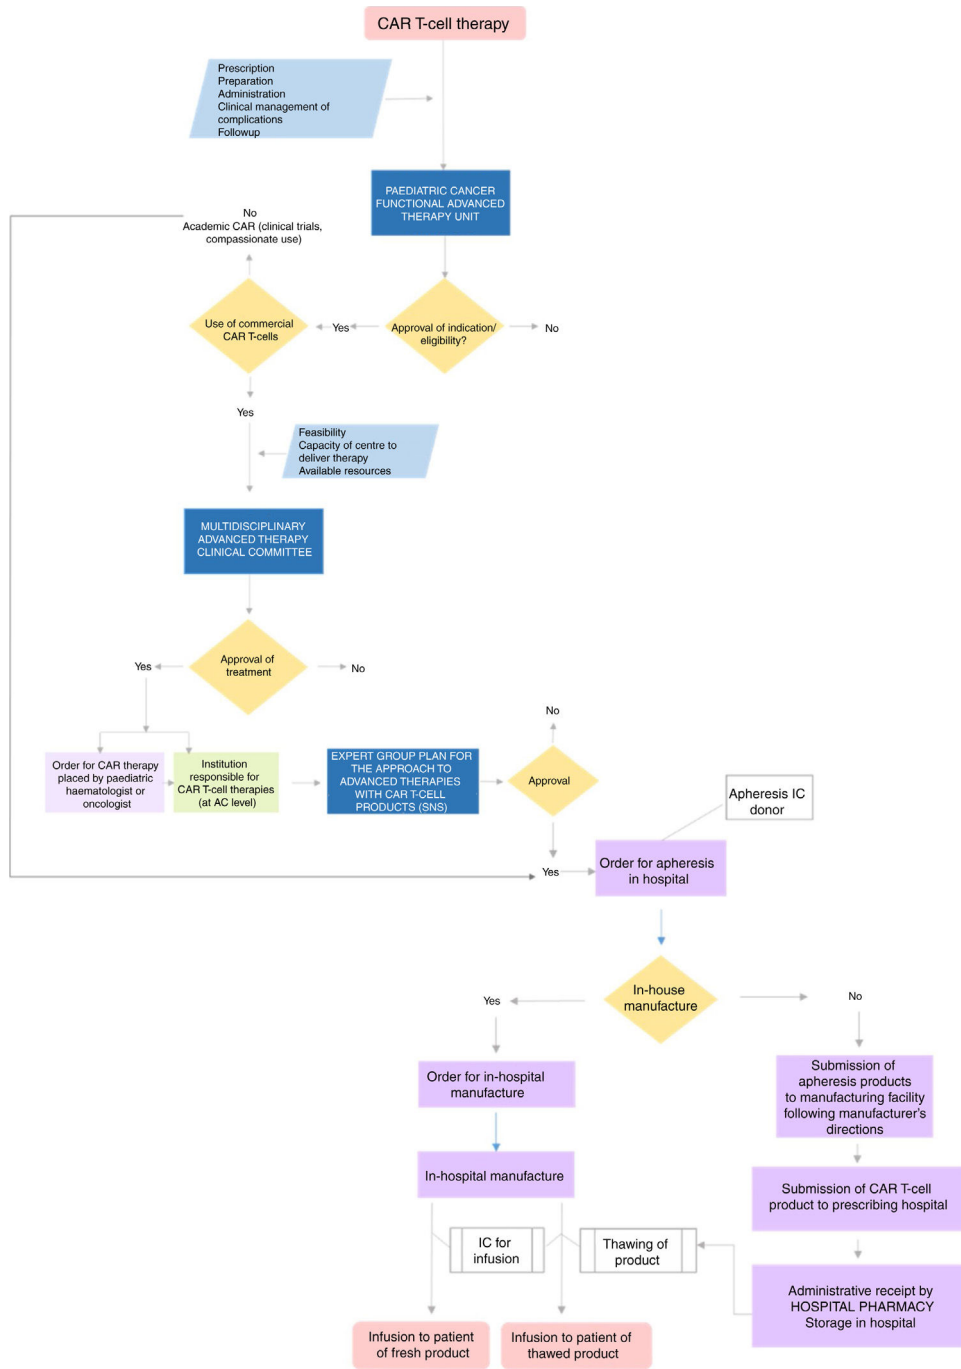 CAR T-cell therapy
Prescription
Preparation
Administration
Clinical management of
complications
Followup
PAEDIATRIC CANCER
FUNCTIONAL ADVANCED
THERAPY UNIT
No
Academic CAR (clinical trials,
compassionate use)
Use of commercial
CAR T-cells
Yes
Approval of indication/
eligibility?
No
Yes
Feasibility
Capacity of centre to
deliver therapy
Available resources
MULTIDISCIPLINARY
ADVANCED THERAPY
CLINICAL COMMITTEE
Yes
Approval of
treatment
No
Order for CAR therapy
placed by paediatric
haematologist or
oncologist
Institution
responsible for
CAR T-cell therapies
(at AC level)
EXPERT GROUP PLAN FOR
THE APPROACH TO
ADVANCED THERAPIES
WITH CAR T-CELL
PRODUCTS (SNS)
No
Approval
Yes
Apheresis IC
donor
Order for apheresis
in hospital
In-house
manufacture
Yes
No
Order for in-hospital
manufacture
In-hospital manufacture
Submission of
apheresis products
to manufacturing facility
following manufacturer's
directions
Submission of CAR T-cell
product to prescribing hospital
IC for
infusion
Thawing of
product
Administrative receipt by
HOSPITAL PHARMACY
Storage in hospital
Infusion to patient
of fresh product
Infusion to patient of
thawed product